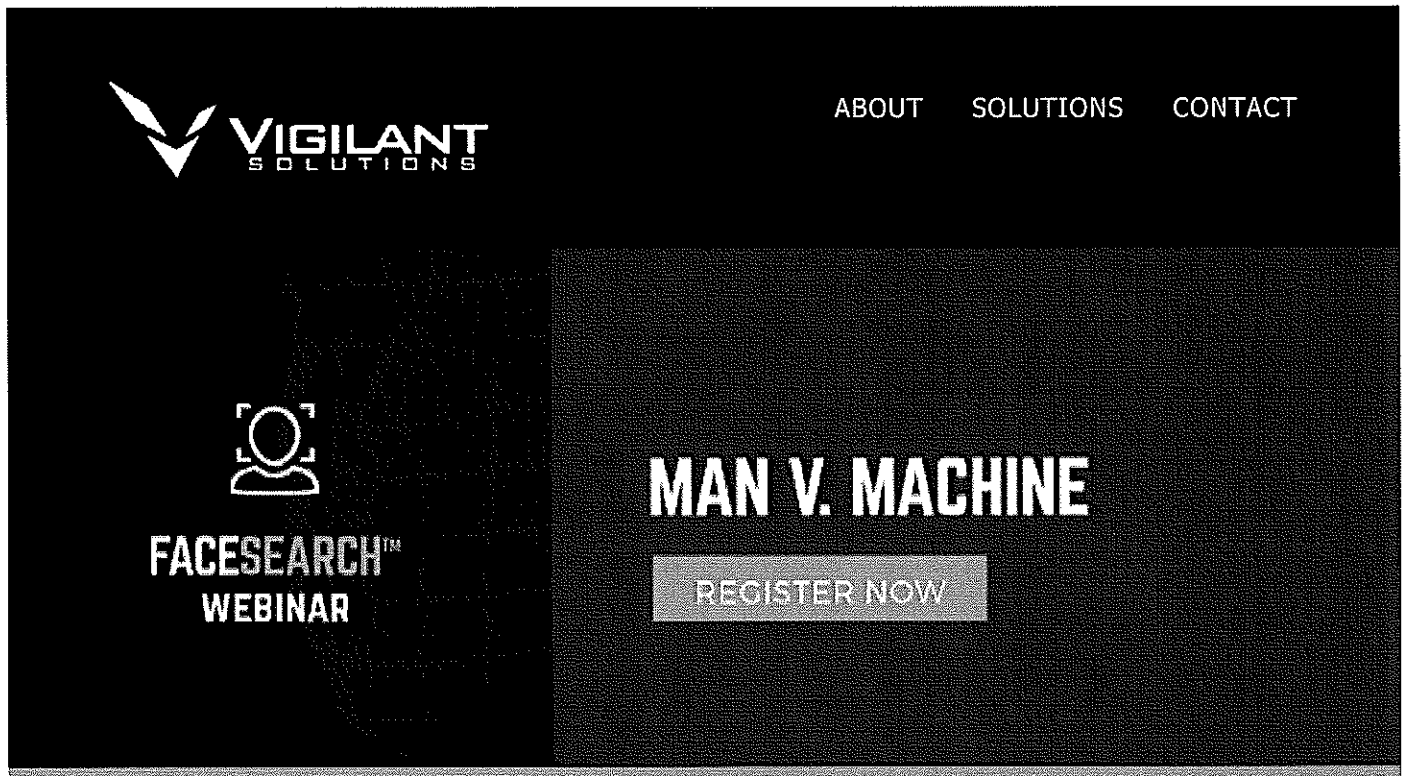 VIGILANT
SOLUTIONS
ABOUT SOLUTIONS CONTACT
FACESEARCH™
WEBINAR
MAN V. MACHINE
REGISTER NOW